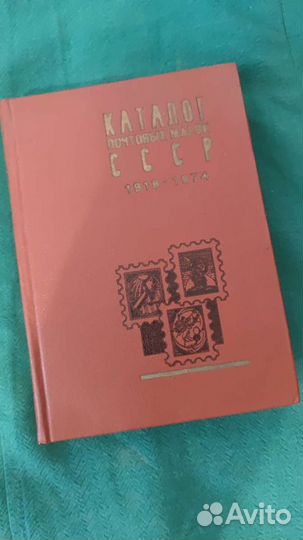 КАТАЛОГ
ПОЧТОВЫХ МАРОК
СССР
1918-1974
Avito